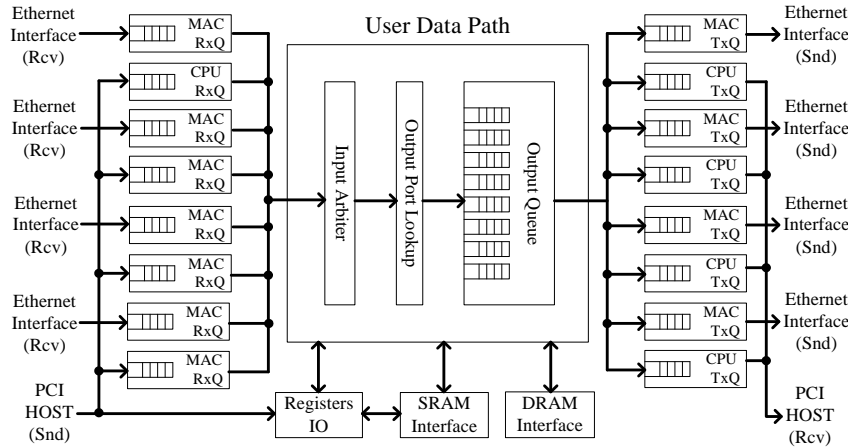 User Data Path
Ethernet
Interface
(Rcv)
MAC
RxQ
CPU
RxQ
Ethernet
Interface
(Rcv)
MAC
RxQ
MAC
RxQ
Ethernet
Interface
(Rcv)
MAC
RxQ
MAC
RxQ
Ethernet
Interface
(Rcv)
MAC
RxQ
MAC
RxQ
PCI
HOST
(Snd)
Input Arbiter
Output Port Lookup
Output Queue
Registers
IO
SRAM
Interface
DRAM
Interface
MAC
TxQ
Ethernet
Interface
(Snd)
CPU
TxQ
MAC
TxQ
Ethernet
Interface
(Snd)
CPU
TxQ
MAC
TxQ
Ethernet
Interface
(Snd)
CPU
TxQ
MAC
TxQ
Ethernet
Interface
(Snd)
CPU
TxQ
PCI
HOST
(Rcv)